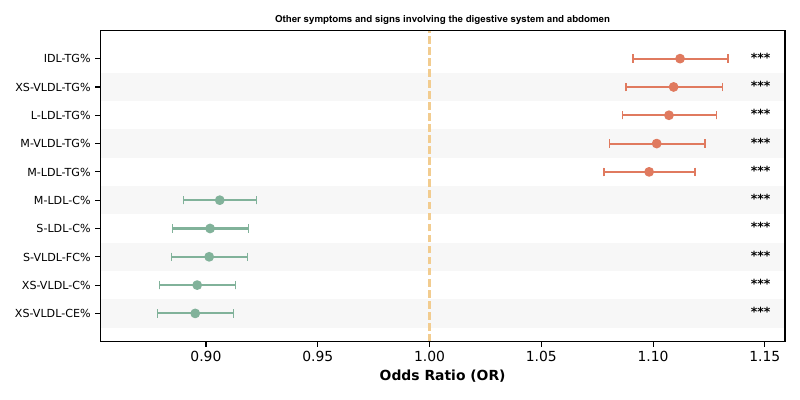 Other symptoms and signs involving the digestive system and abdomen
IDL-TG% ***
XS-VLDL-TG% ***
L-LDL-TG% ***
M-VLDL-TG% ***
M-LDL-TG% ***
M-LDL-C% ***
S-LDL-C% ***
S-VLDL-FC% ***
XS-VLDL-C% ***
XS-VLDL-CE% ***
0.90 0.95 1.00 1.05 1.10 1.15
Odds Ratio (OR)